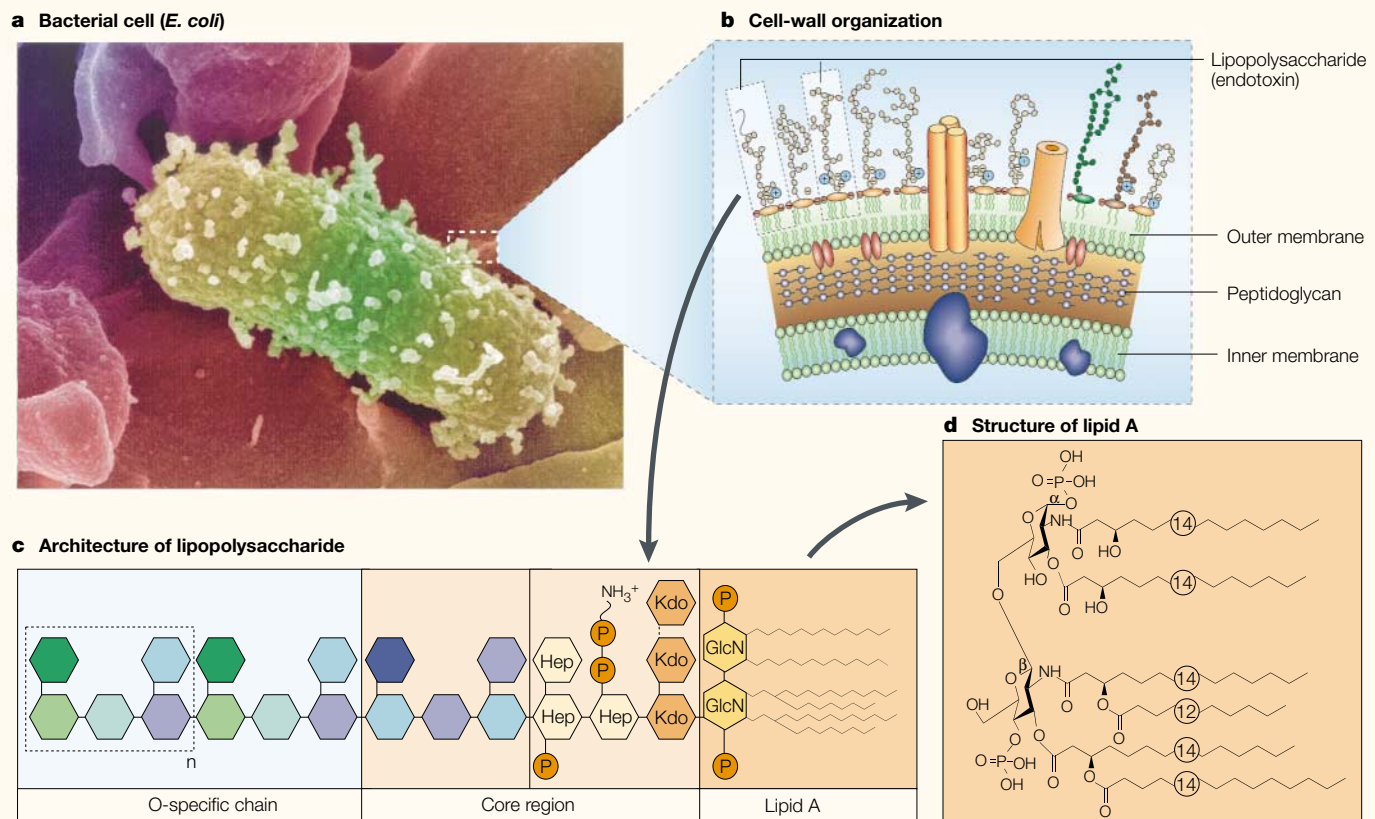 a Bacterial cell (E. coli)
b Cell-wall organization
Lipopolysaccharide
(endotoxin)
Outer membrane
Peptidoglycan
Inner membrane
c Architecture of lipopolysaccharide
n
NH3+
P
P
Hep
Hep
Hep
P
Kdo
Kdo
Kdo
P
GlcN
GlcN
P
O-specific chain
Core region
Lipid A
d Structure of lipid A
OH
O=P-OH
α
O
O
NH
14
O
HO
HO
O
14
O
HO
O
β
NH
14
O
O
12
O
O
OH
O
O
14
O=P-OH
OH
O
O
14
O